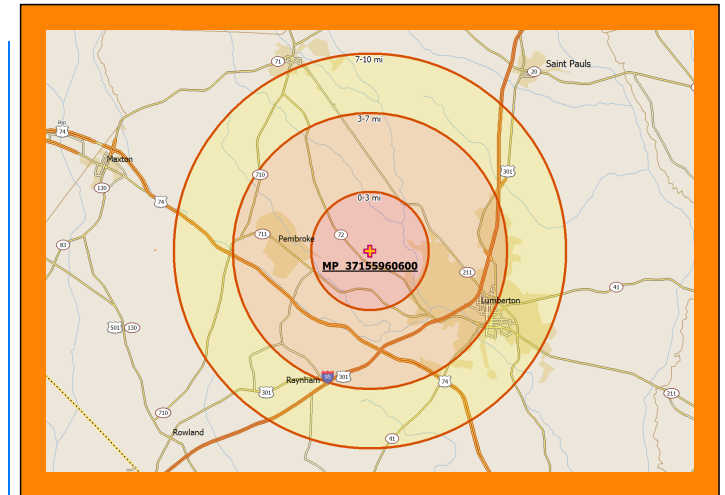 7-10 mi
71
Saint Pauls
20
Byp
74
3-7 mi
Maxton
301
710
130
74
0-3 mi
711
Pembroke
72
83
MP 37155960600
211
Lumberton
41
501
130
Raynham
95
301
74
301
211
710
Rowland
41